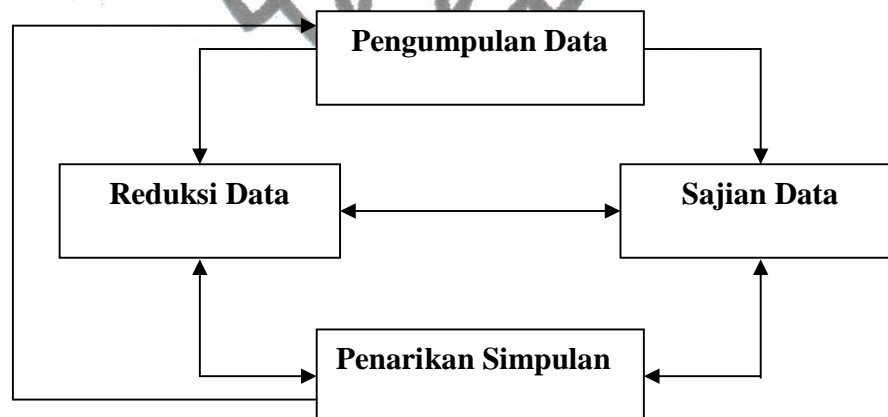 Pengumpulan Data
Reduksi Data
Sajian Data
Penarikan Simpulan